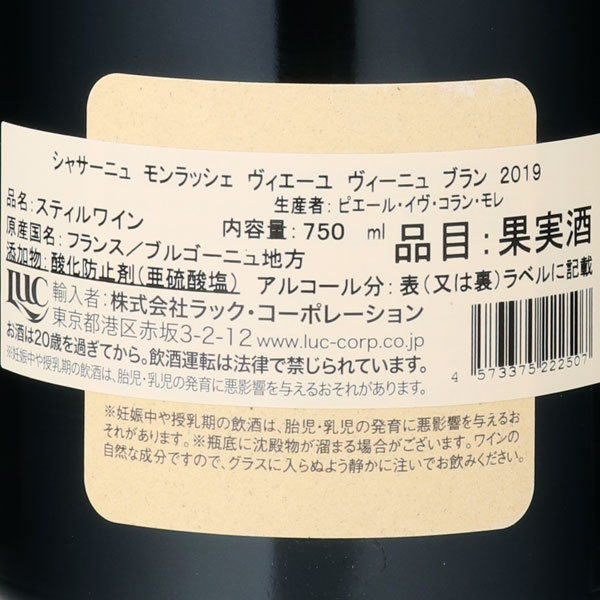 シャサーニュ モンラッシェ ヴィエーユ ヴィーニュ ブラン 2019
生産者:ピエール・イヴ・コラン・モレ
品名:スティルワイン
内容量:750 ml
品目:果実酒
原産国名:フランス/ブルゴーニュ地方
添加物:酸化防止剤(亜硫酸塩)
アルコール分:表(又は裏)ラベルに記載
LUC
輸入者:株式会社ラック・コーポレーション
東京都港区赤坂3-2-12 www.luc-corp.co.jp
お酒は20歳を過ぎてから。飲酒運転は法律で禁じられています。
※妊娠中や授乳期の飲酒は、胎児・乳児の発育に悪影響を与えるおそれがあります。
4 573375 222507
※妊娠中や授乳期の飲酒は、胎児・乳児の発育に悪影響を与えるお
それがあります。※瓶底に沈殿物が溜まる場合がございます。ワインの
自然な成分ですので、グラスに入らぬよう静かに注いでお飲みください。